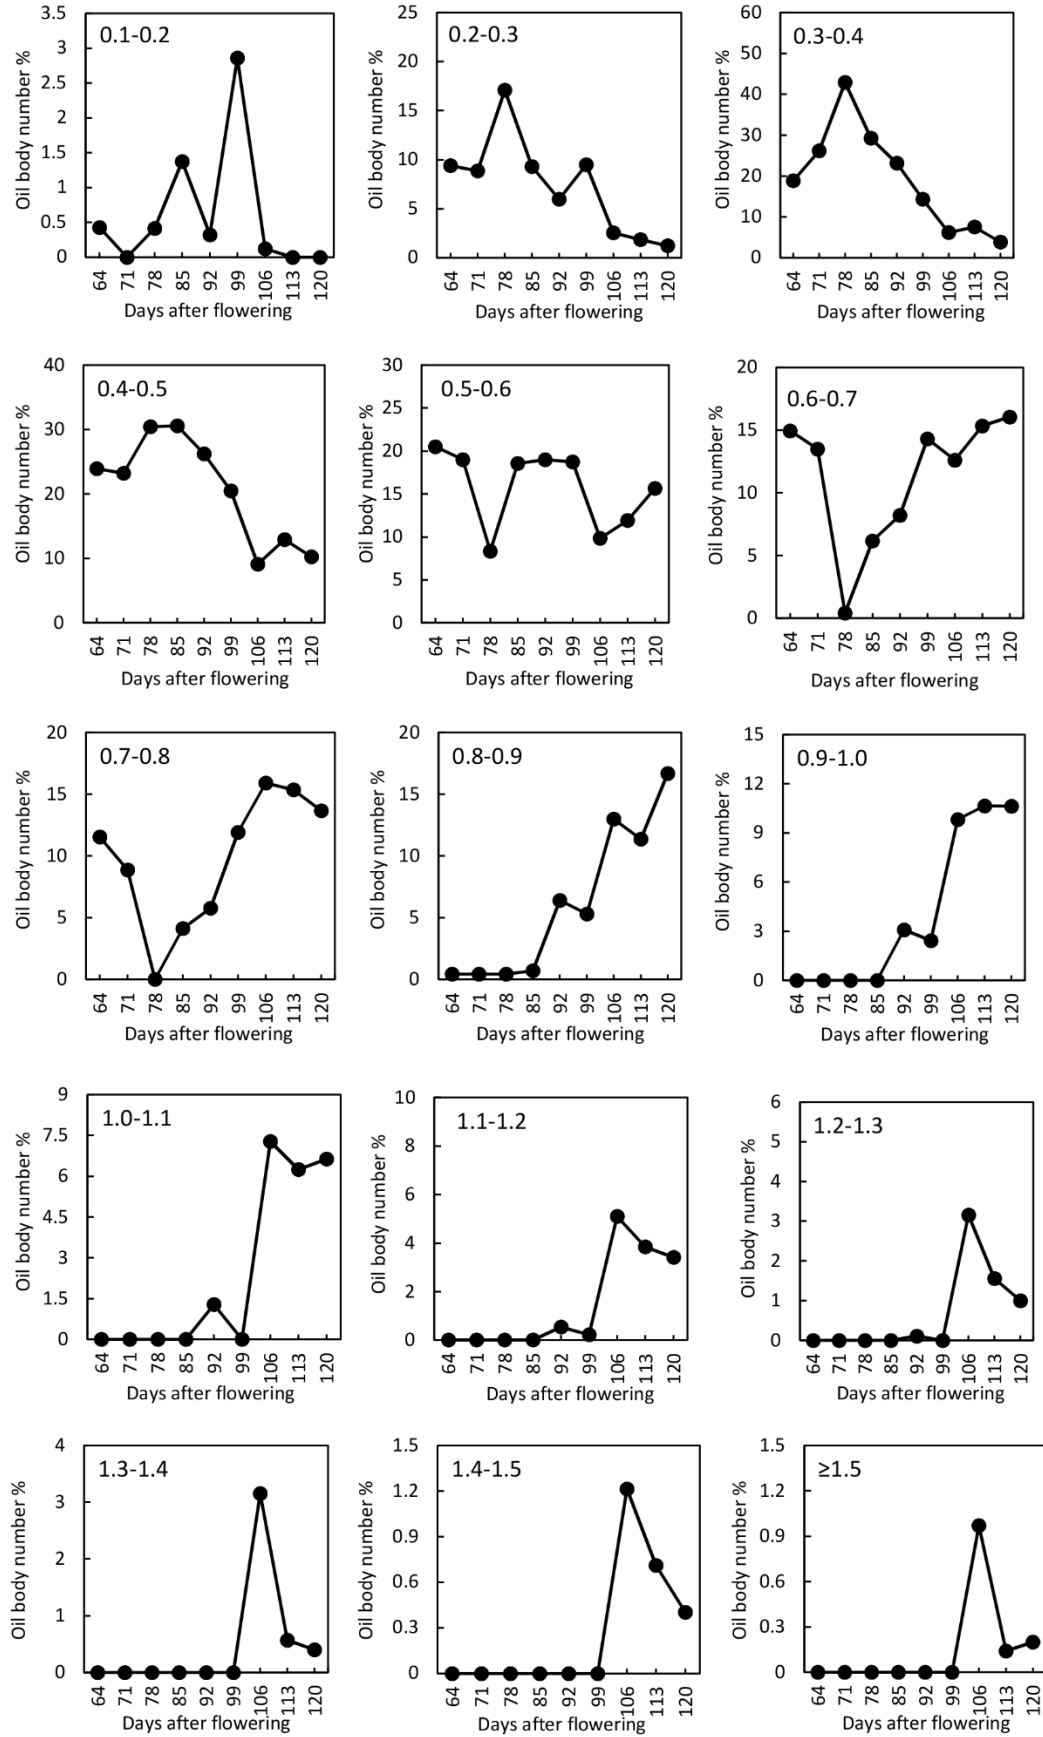 0.1-0.2
Oil body number %
3.5
3
2.5
2
1.5
1
0.5
0
64 71 78 85 92 99 106 113 120
Days after flowering
0.2-0.3
Oil body number %
25
20
15
10
5
0
64 71 78 85 92 99 106 113 120
Days after flowering
0.3-0.4
Oil body number %
60
50
40
30
20
10
0
64 71 78 85 92 99 106 113 120
Days after flowering
0.4-0.5
Oil body number %
40
30
20
10
0
64 71 78 85 92 99 106 113 120
Days after flowering
0.5-0.6
Oil body number %
30
25
20
15
10
5
0
64 71 78 85 92 99 106 113 120
Days after flowering
0.6-0.7
Oil body number %
20
15
10
5
0
64 71 78 85 92 99 106 113 120
Days after flowering
0.7-0.8
Oil body number %
20
15
10
5
0
64 71 78 85 92 99 106 113 120
Days after flowering
0.8-0.9
Oil body number %
20
15
10
5
0
64 71 78 85 92 99 106 113 120
Days after flowering
0.9-1.0
Oil body number %
15
12
9
6
3
0
64 71 78 85 92 99 106 113 120
Days after flowering
1.0-1.1
Oil body number %
9
7.5
6
4.5
3
1.5
0
64 71 78 85 92 99 106 113 120
Days after flowering
1.1-1.2
Oil body number %
10
8
6
4
2
0
64 71 78 85 92 99 106 113 120
Days after flowering
1.2-1.3
Oil body number %
6
5
4
3
2
1
0
64 71 78 85 92 99 106 113 120
Days after flowering
1.3-1.4
Oil body number %
4
3
2
1
0
64 71 78 85 92 99 106 113 120
Days after flowering
1.4-1.5
Oil body number %
1.5
1.2
0.9
0.6
0.3
0
64 71 78 85 92 99 106 113 120
Days after flowering
≥1.5
Oil body number %
1.5
1.2
0.9
0.6
0.3
0
64 71 78 85 92 99 106 113 120
Days after flowering